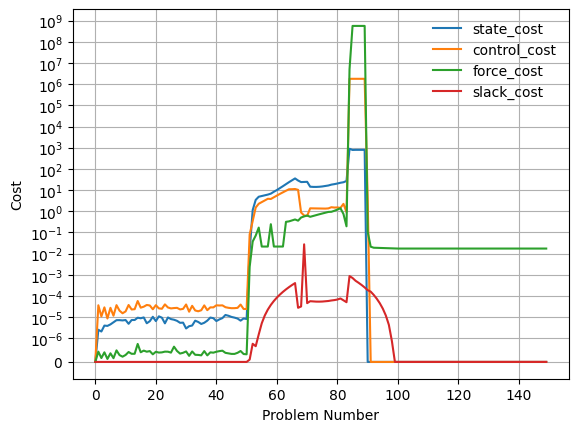 10⁹
10⁸
10⁷
10⁶
10⁵
10⁴
10³
10²
10¹
10⁰
10⁻¹
10⁻²
10⁻³
10⁻⁴
10⁻⁵
10⁻⁶
0
Cost
state_cost
control_cost
force_cost
slack_cost
0 20 40 60 80 100 120 140
Problem Number